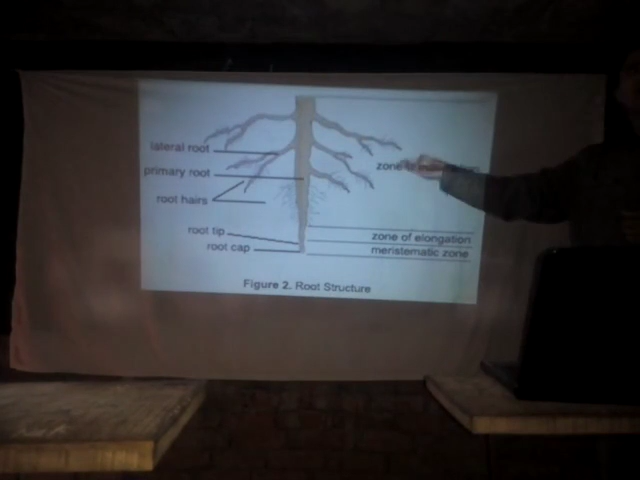 lateral root
primary root
root hairs
root tip
root cap
zone
zone of elongation
meristematic zone
Figure 2. Root Structure